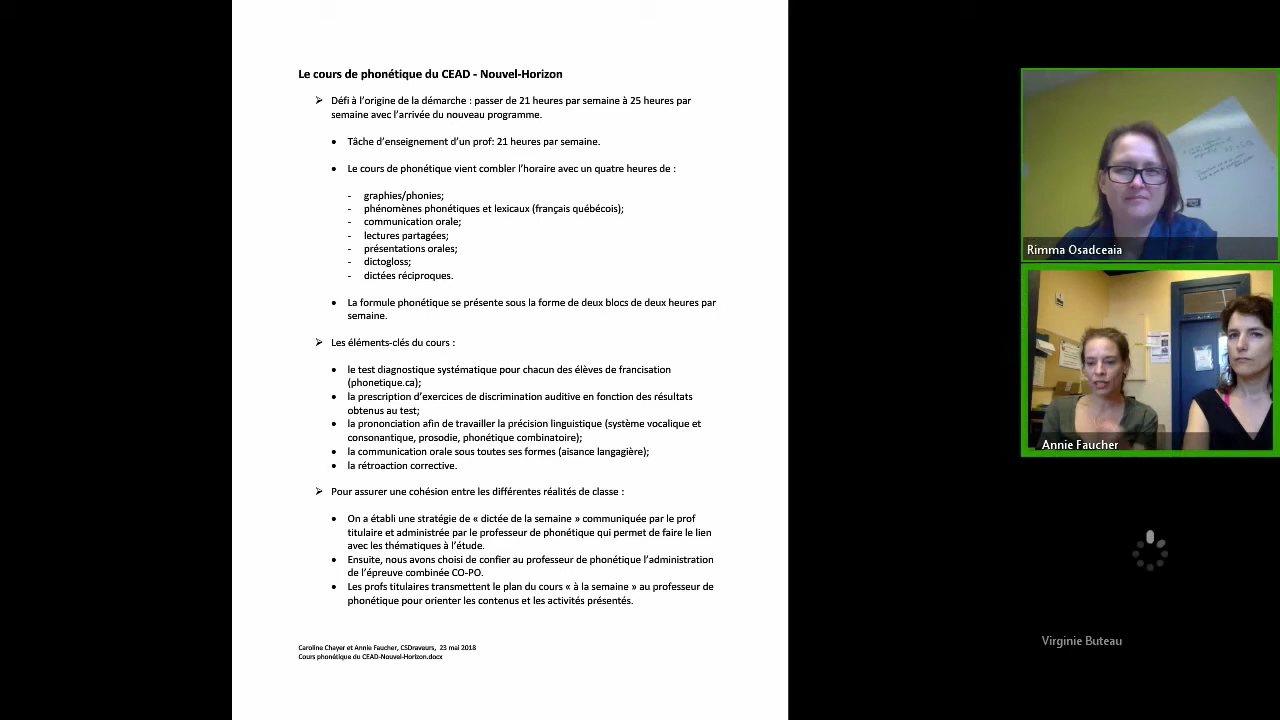 Le cours de phonétique du CEAD - Nouvel-Horizon
➢ Défi à l'origine de la démarche : passer de 21 heures par semaine à 25 heures par
semaine avec l'arrivée du nouveau programme.
• Tâche d'enseignement d'un prof: 21 heures par semaine.
• Le cours de phonétique vient combler l'horaire avec un quatre heures de :
- graphies/phonies;
- phénomènes phonétiques et lexicaux (français québécois);
- communication orale;
- lectures partagées;
- présentations orales;
- dictogloss;
- dictées réciproques.
• La formule phonétique se présente sous la forme de deux blocs de deux heures par
semaine.
➢ Les éléments-clés du cours :
• le test diagnostique systématique pour chacun des élèves de francisation
(phonetique.ca);
• la prescription d'exercices de discrimination auditive en fonction des résultats
obtenus au test;
• la prononciation afin de travailler la précision linguistique (système vocalique et
consonantique, prosodie, phonétique combinatoire);
• la communication orale sous toutes ses formes (aisance langagière);
• la rétroaction corrective.
➢ Pour assurer une cohésion entre les différentes réalités de classe :
• On a établi une stratégie de « dictée de la semaine » communiquée par le prof
titulaire et administrée par le professeur de phonétique qui permet de faire le lien
avec les thématiques à l'étude.
• Ensuite, nous avons choisi de confier au professeur de phonétique l'administration
de l'épreuve combinée CO-PO.
• Les profs titulaires transmettent le plan du cours « à la semaine » au professeur de
phonétique pour orienter les contenus et les activités présentés.
Caroline Chayer et Annie Faucher, CSDraveurs, 23 mai 2018
Cours phonétique du CEAD-Nouvel-Horizon.docx
Rimma Osadceaia
Annie Faucher
Virginie Buteau